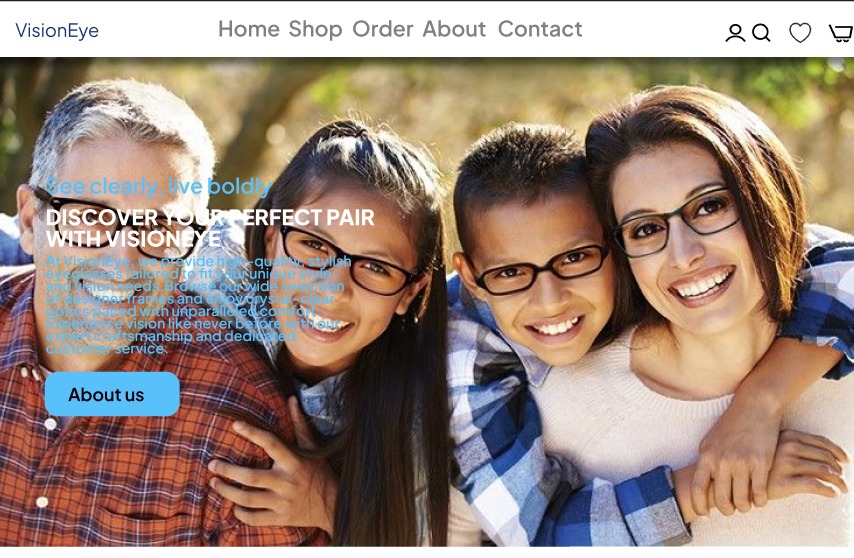 VisionEye
Home Shop Order About Contact
See clearly, live boldly
DISCOVER YOUR PERFECT PAIR
WITH VISIONEYE
At VisionEye, we provide high-quality, stylish
eyeglasses tailored to fit your unique style
and vision needs. Browse our wide selection
of designer frames and enjoy crystal-clear
optics paired with unparalleled comfort.
Experience vision like never before with our
expert craftsmanship and dedicated
customer service.
About us